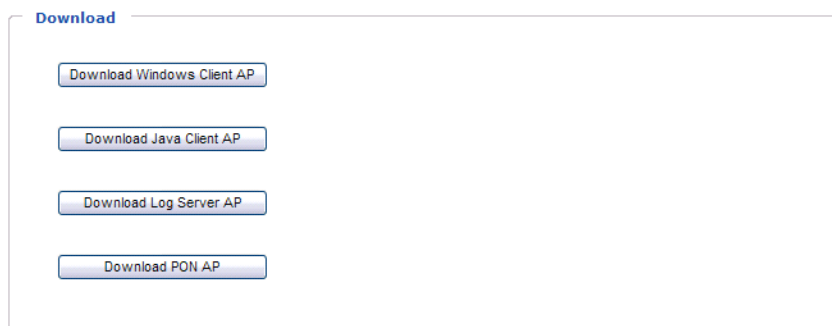 Download
Download Windows Client AP
Download Java Client AP
Download Log Server AP
Download PON AP